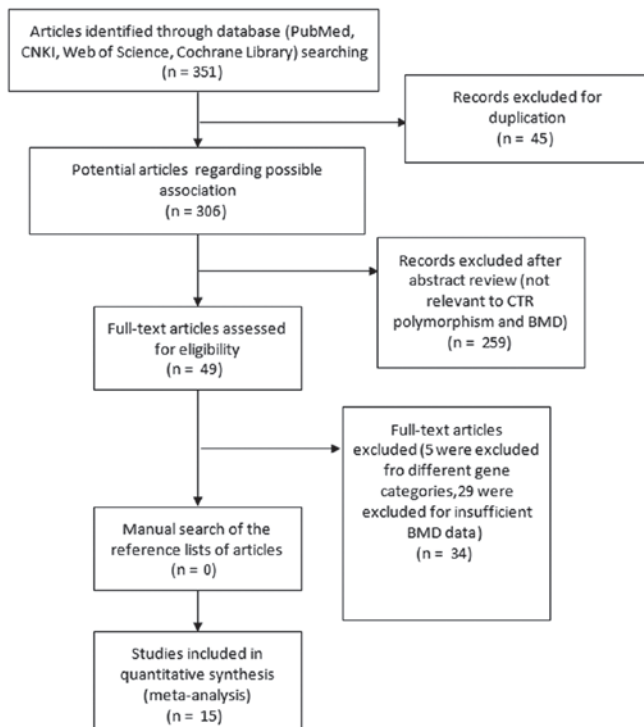 Articles identified through database (PubMed,
CNKI, Web of Science, Cochrane Library) searching
(n = 351)
Records excluded for
duplication
(n = 45)
Potential articles regarding possible
association
(n = 306)
Records excluded after
abstract review (not
relevant to CTR
polymorphism and BMD)
(n = 259)
Full-text articles assessed
for eligibility
(n = 49)
Full-text articles
excluded (5 were excluded
fro different gene
categories,29 were
excluded for insufficient
BMD data)
(n = 34)
Manual search of the
reference lists of articles
(n = 0)
Studies included in
quantitative synthesis
(meta-analysis)
(n = 15)